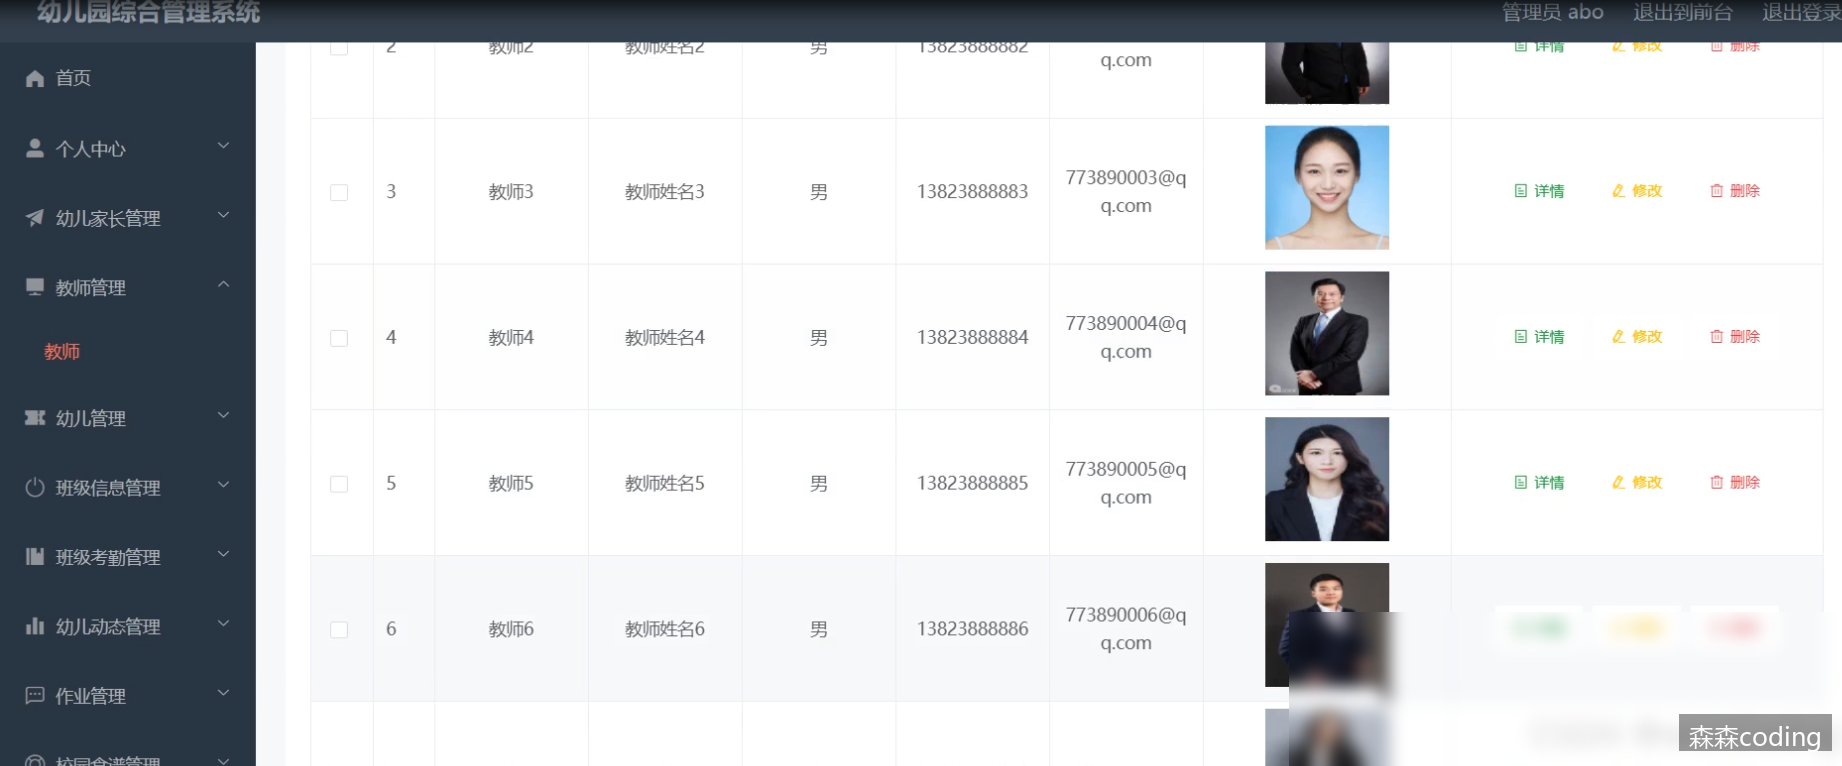 幼儿园综合管理系统
管理员 abo 退出到前台 退出登录
首页
个人中心
幼儿家长管理
教师管理
教师
幼儿管理
班级信息管理
班级考勤管理
幼儿动态管理
作业管理
校园食谱管理
2 教师2 教师姓名2 男 13823888882 详情 修改 删除
q.com
773890003@q
3 教师3 教师姓名3 男 13823888883 详情 修改 删除
q.com
773890004@q
4 教师4 教师姓名4 男 13823888884 详情 修改 删除
q.com
773890005@q
5 教师5 教师姓名5 男 13823888885 详情 修改 删除
q.com
773890006@q
6 教师6 教师姓名6 男 13823888886
q.com
森森coding